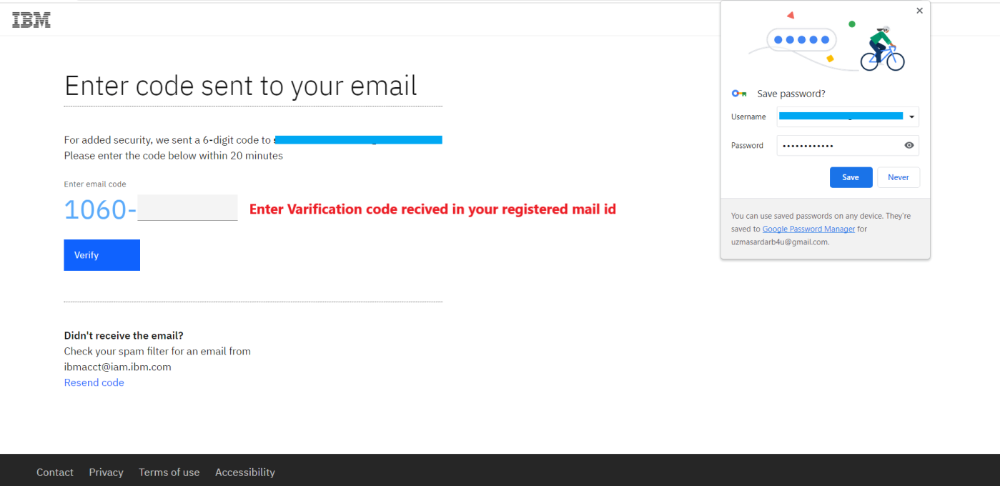 IBM
Enter code sent to your email
For added security, we sent a 6-digit code to
Please enter the code below within 20 minutes
Enter email code
1060-
Enter Varification code recived in your registered mail id
Verify
Didn't receive the email?
Check your spam filter for an email from
ibmacct@iam.ibm.com
Resend code
Save password?
Username
Password ••••••••••••
Save Never
You can use saved passwords on any device. They're
saved to Google Password Manager for
uzmasardarb4u@gmail.com.
Contact Privacy Terms of use Accessibility